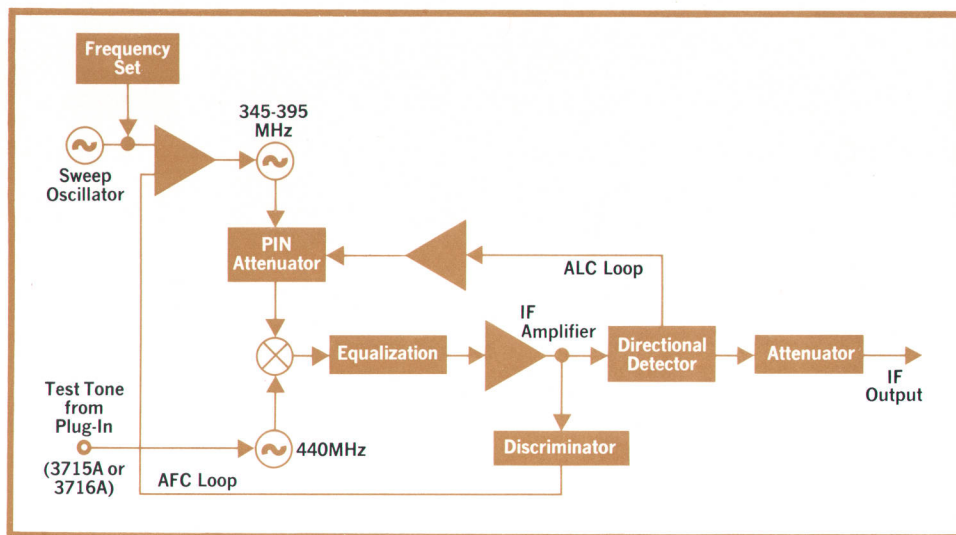 Frequency
Set
345-395
MHz
Sweep
Oscillator
PIN
Attenuator
ALC Loop
IF
Amplifier
Equalization
Directional
Detector
Attenuator
IF
Output
Test Tone
from
Plug-In
(3715A or
3716A)
440MHz
Discriminator
AFC Loop